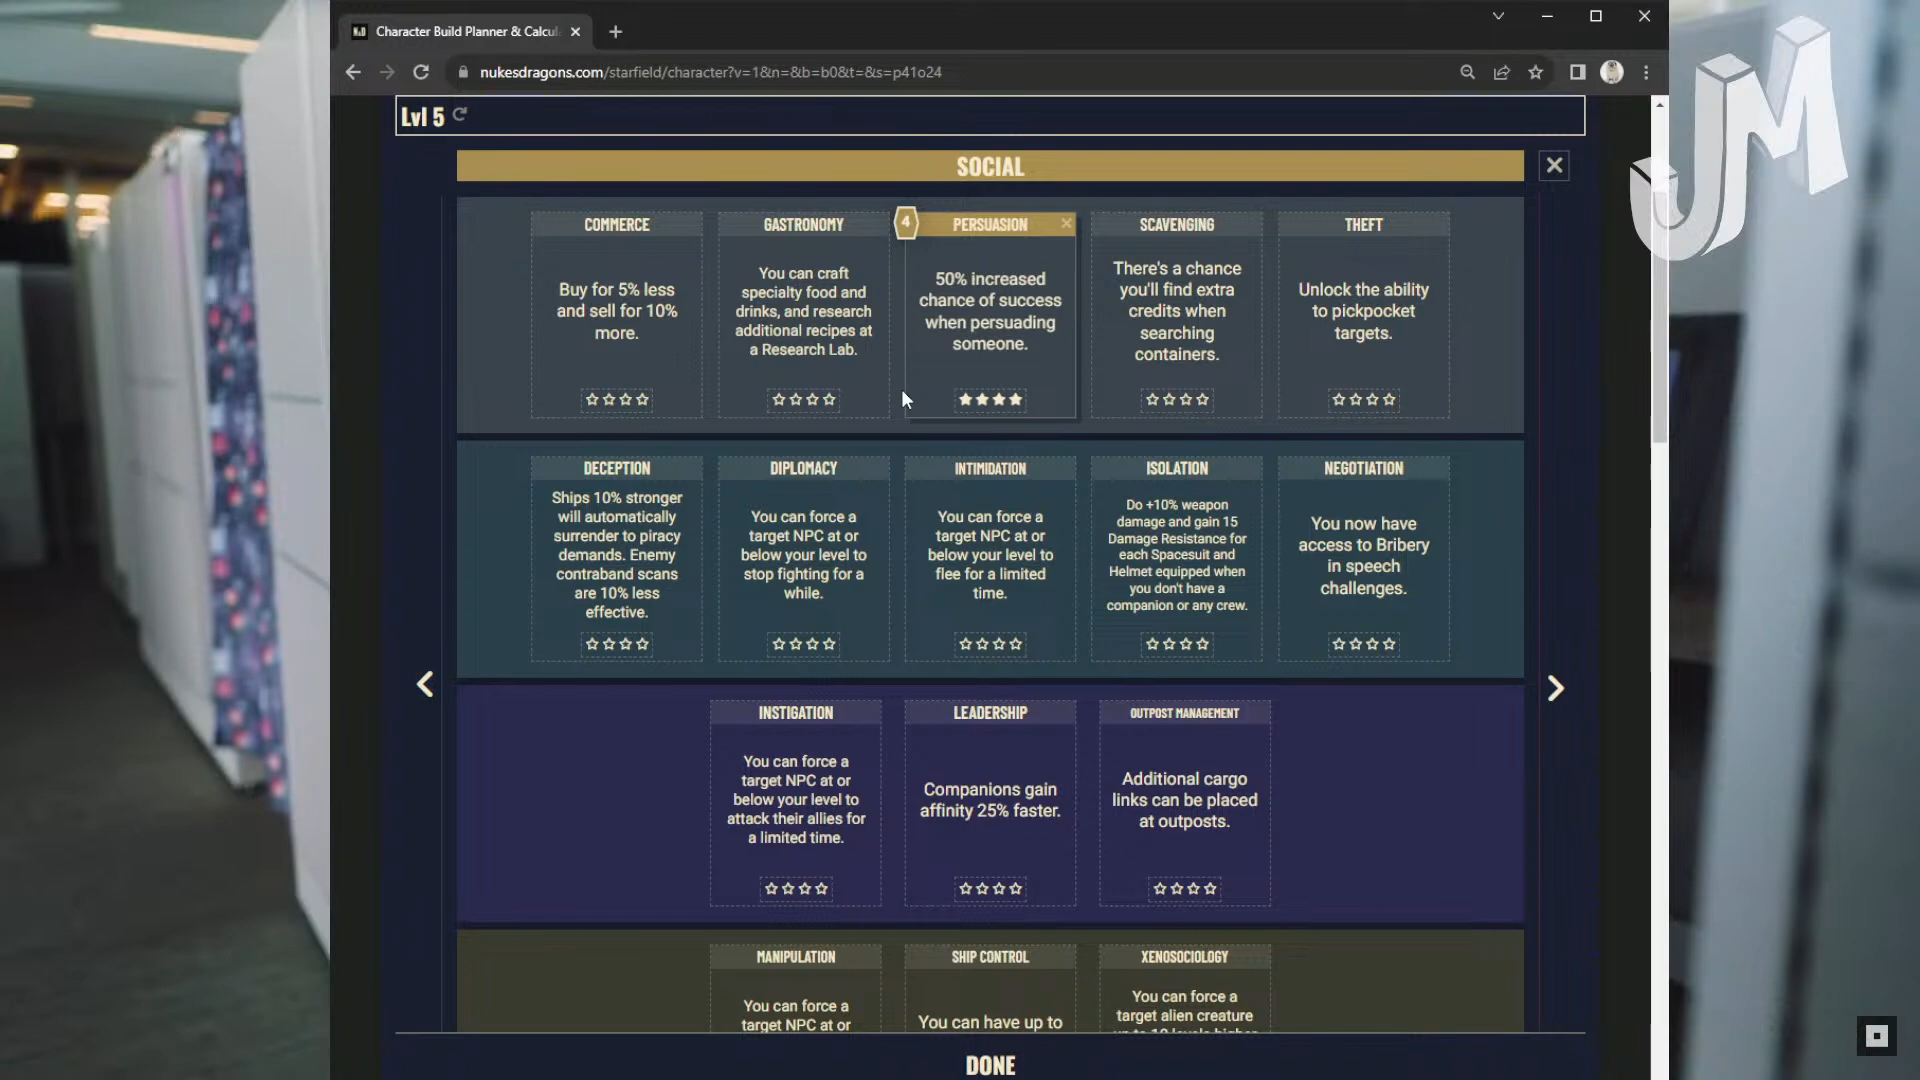 Character Build Planner & Calcul
nukesdragons.com/starfield/character?v=1&n=&b=b0&t=&s=p41o24
Lvl 5
SOCIAL
COMMERCE
Buy for 5% less
and sell for 10%
more.
GASTRONOMY
You can craft
specialty food and
drinks, and research
additional recipes at
a Research Lab.
4
PERSUASION
50% increased
chance of success
when persuading
someone.
SCAVENGING
There's a chance
you'll find extra
credits when
searching
containers.
THEFT
Unlock the ability
to pickpocket
targets.
DECEPTION
Ships 10% stronger
will automatically
surrender to piracy
demands. Enemy
contraband scans
are 10% less
effective.
DIPLOMACY
You can force a
target NPC at or
below your level to
stop fighting for a
while.
INTIMIDATION
You can force a
target NPC at or
below your level to
flee for a limited
time.
ISOLATION
Do +10% weapon
damage and gain 15
Damage Resistance for
each Spacesuit and
Helmet equipped when
you don't have a
companion or any crew.
NEGOTIATION
You now have
access to Bribery
in speech
challenges.
INSTIGATION
You can force a
target NPC at or
below your level to
attack their allies for
a limited time.
LEADERSHIP
Companions gain
affinity 25% faster.
OUTPOST MANAGEMENT
Additional cargo
links can be placed
at outposts.
MANIPULATION
You can force a
target NPC at or
SHIP CONTROL
You can have up to
XENOSOCIOLOGY
You can force a
target alien creature
up to 10 levels higher
DONE
JM